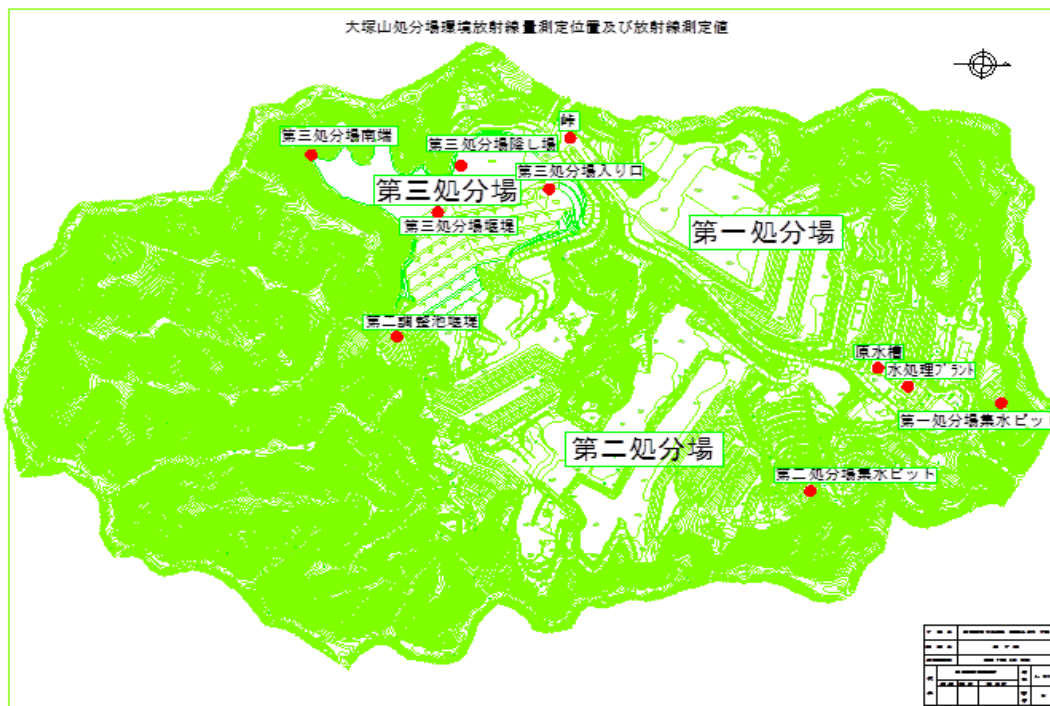 大塚山処分場環境放射線量測定位置及び放射線測定値
峠
第三処分場南端
第三処分場降し場
第三処分場入り口
第三処分場
第三処分場堰堤
第一処分場
第二調整池堰堤
原水槽
水処理プラント
第一処分場集水ピッ
第二処分場
第二処分場集水ピット